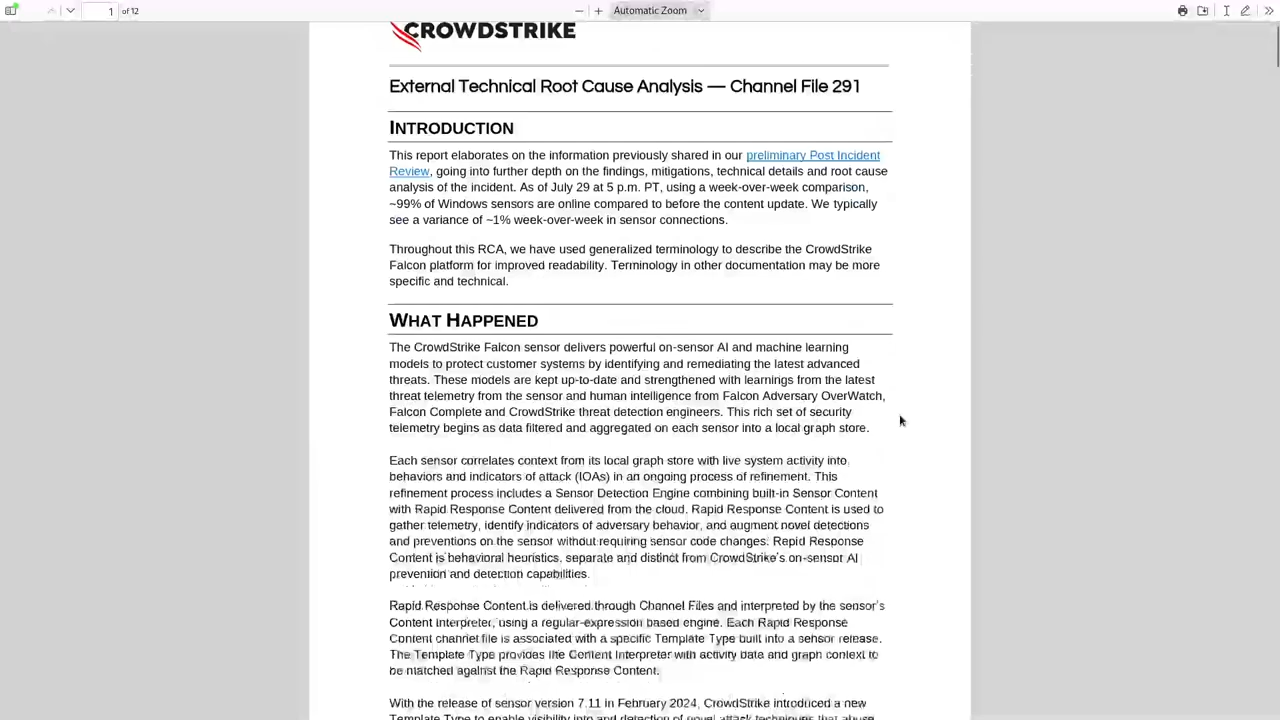 1 of 12
Automatic Zoom
CROWDSTRIKE
External Technical Root Cause Analysis — Channel File 291
INTRODUCTION
This report elaborates on the information previously shared in our preliminary Post Incident
Review, going into further depth on the findings, mitigations, technical details and root cause
analysis of the incident. As of July 29 at 5 p.m. PT, using a week-over-week comparison,
~99% of Windows sensors are online compared to before the content update. We typically
see a variance of ~1% week-over-week in sensor connections.
Throughout this RCA, we have used generalized terminology to describe the CrowdStrike
Falcon platform for improved readability. Terminology in other documentation may be more
specific and technical.
WHAT HAPPENED
The CrowdStrike Falcon sensor delivers powerful on-sensor AI and machine learning
models to protect customer systems by identifying and remediating the latest advanced
threats. These models are kept up-to-date and strengthened with learnings from the latest
threat telemetry from the sensor and human intelligence from Falcon Adversary OverWatch,
Falcon Complete and CrowdStrike threat detection engineers. This rich set of security
telemetry begins as data filtered and aggregated on each sensor into a local graph store.
Each sensor correlates context from its local graph store with live system activity into
behaviors and indicators of attack (IOAs) in an ongoing process of refinement. This
refinement process includes a Sensor Detection Engine combining built-in Sensor Content
with Rapid Response Content delivered from the cloud. Rapid Response Content is used to
gather telemetry, identify indicators of adversary behavior, and augment novel detections
and preventions on the sensor without requiring sensor code changes. Rapid Response
Content is behavioral heuristics, separate and distinct from CrowdStrike's on-sensor AI
prevention and detection capabilities.
Rapid Response Content is delivered through Channel Files and interpreted by the sensor's
Content Interpreter, using a regular-expression based engine. Each Rapid Response
Content channel file is associated with a specific Template Type built into a sensor release.
The Template Type provides the Content Interpreter with activity data and graph context to
be matched against the Rapid Response Content.
With the release of sensor version 7.11 in February 2024, CrowdStrike introduced a new
Template Type to enable visibility into and detection of novel attack techniques that abuse